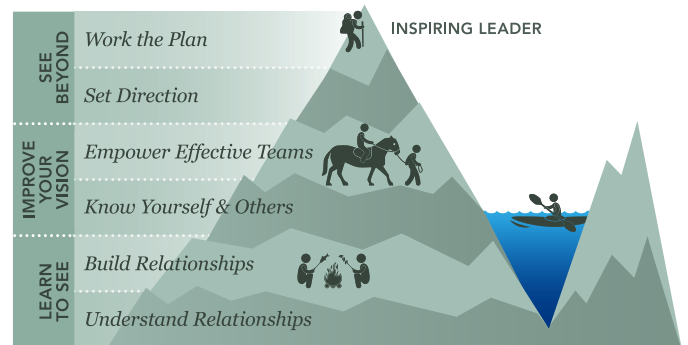 INSPIRING LEADER
SEE
BEYOND
Work the Plan
Set Direction
IMPROVE
YOUR
VISION
Empower Effective Teams
Know Yourself & Others
LEARN
TO SEE
Build Relationships
Understand Relationships